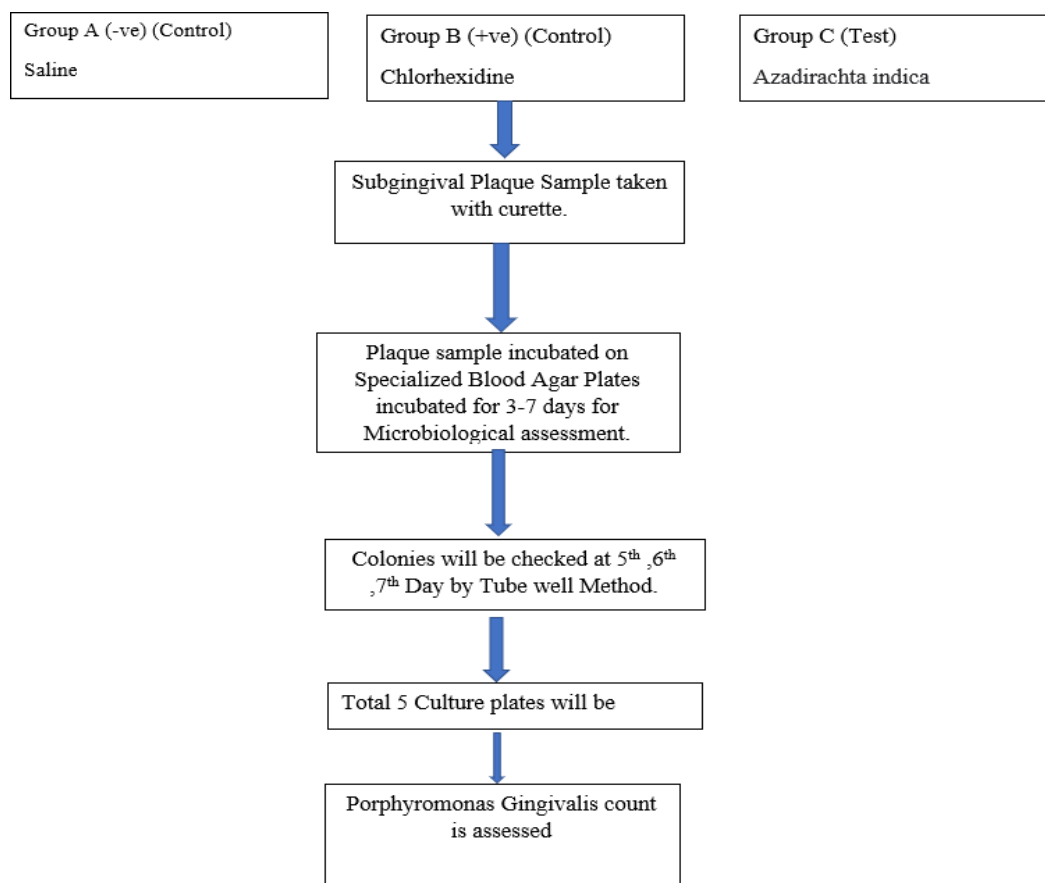 Group A (-ve) (Control)
Saline
Group B (+ve) (Control)
Chlorhexidine
Group C (Test)
Azadirachta indica
Subgingival Plaque Sample taken
with curette.
Plaque sample incubated on
Specialized Blood Agar Plates
incubated for 3-7 days for
Microbiological assessment.
Colonies will be checked at 5th ,6th
,7th Day by Tube well Method.
Total 5 Culture plates will be
Porphyromonas Gingivalis count
is assessed